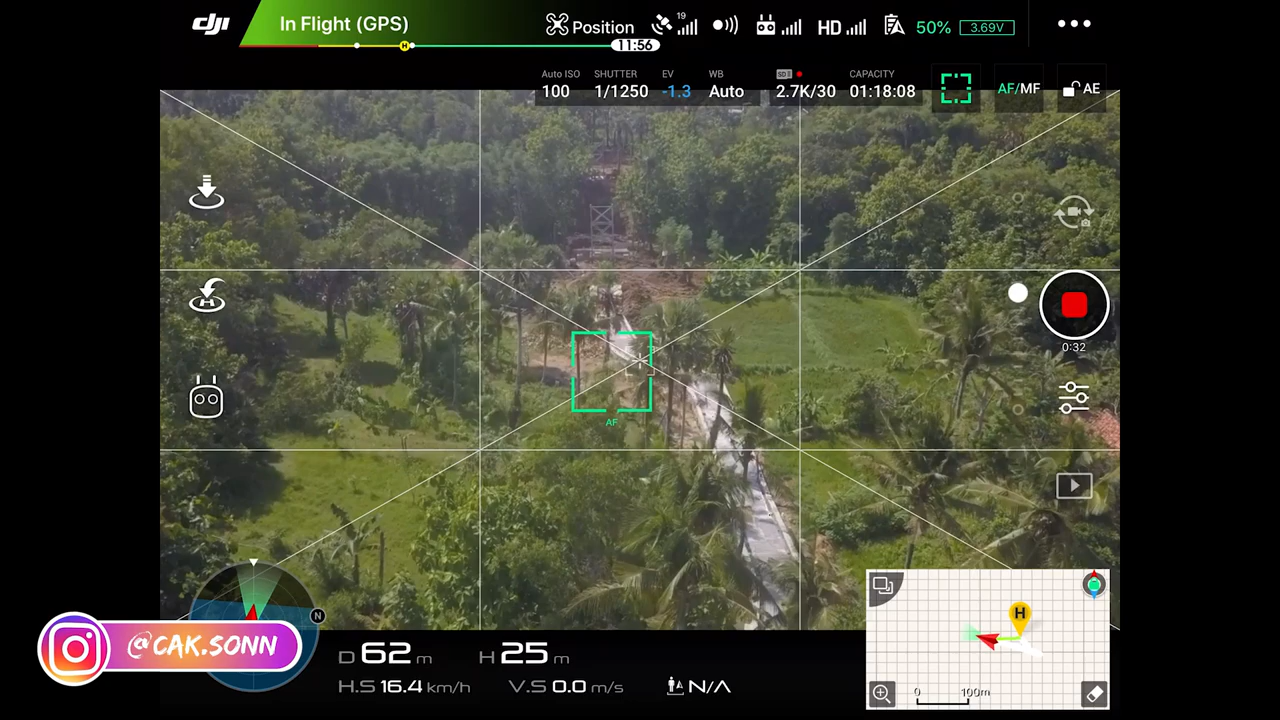 dji In Flight (GPS) Position 19 HD 50% 3.69V
H 11:56
Auto ISO SHUTTER EV WB SD CAPACITY
100 1/1250 -1.3 Auto 2.7K/30 01:18:08 AF/MF AE
H
0:32
AF
N
H
@CAK.SONN
D 62 m H 25 m
H.S 16.4 km/h V.S 0.0 m/s N/A
0 100m